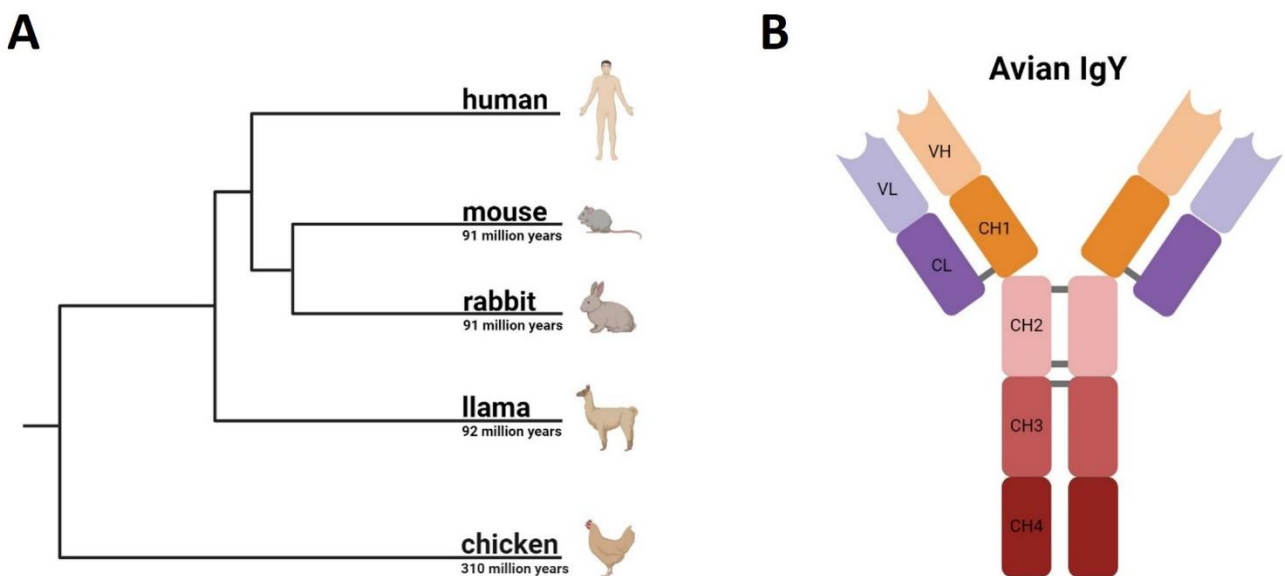 A
human
mouse
91 million years
rabbit
91 million years
llama
92 million years
chicken
310 million years
B
Avian IgY
VH
VL
CH1
CL
CH2
CH3
CH4